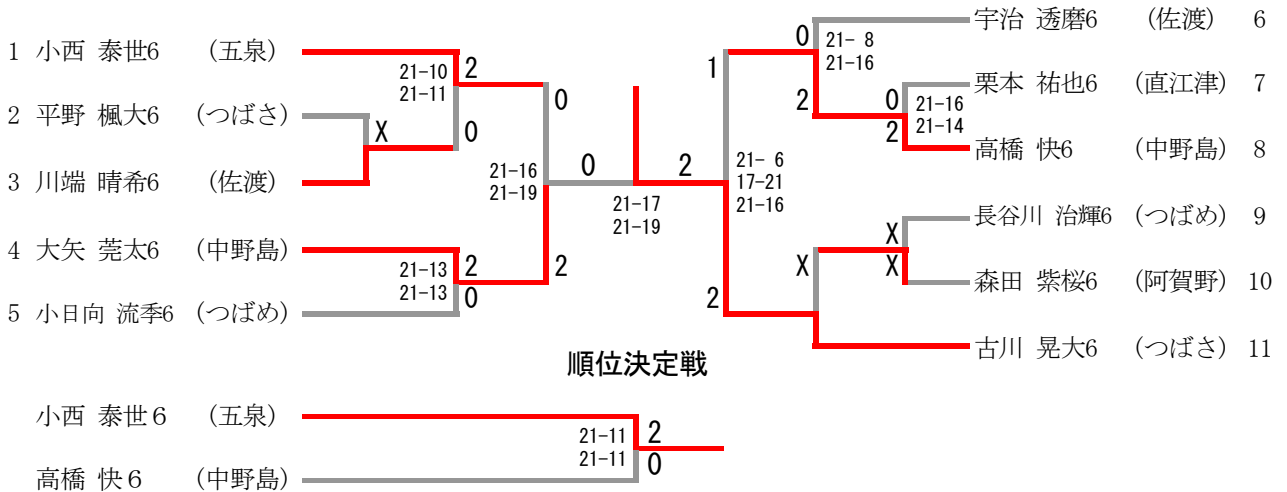 1 小西 泰世6 (五泉)
21-10
21-11
2
0
2 平野 楓大6 (つばさ)
X
0
3 川端 晴希6 (佐渡)
21-16
21-19
0
4 大矢 莞太6 (中野島)
21-13
21-13
2
0
2
5 小日向 流季6 (つばめ)
21-17
21-19
2
宇治 透磨6 (佐渡) 6
0
21- 8
21-16
1
栗本 祐也6 (直江津) 7
2
0
21-16
21-14
2
高橋 快6 (中野島) 8
21- 6
17-21
21-16
長谷川 治輝6 (つばめ) 9
X
X
X
森田 紫桜6 (阿賀野) 10
2
古川 晃大6 (つばさ) 11
順位決定戦
小西 泰世6 (五泉)
21-11
21-11
2
0
高橋 快6 (中野島)